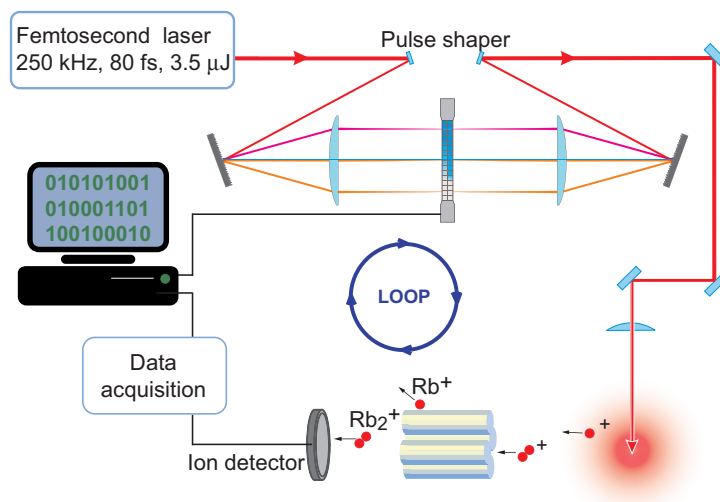 Femtosecond laser
250 kHz, 80 fs, 3.5 μJ
Pulse shaper
010101001
010001101
100100010
LOOP
Data
acquisition
Ion detector
Rb₂⁺
Rb⁺
+
+